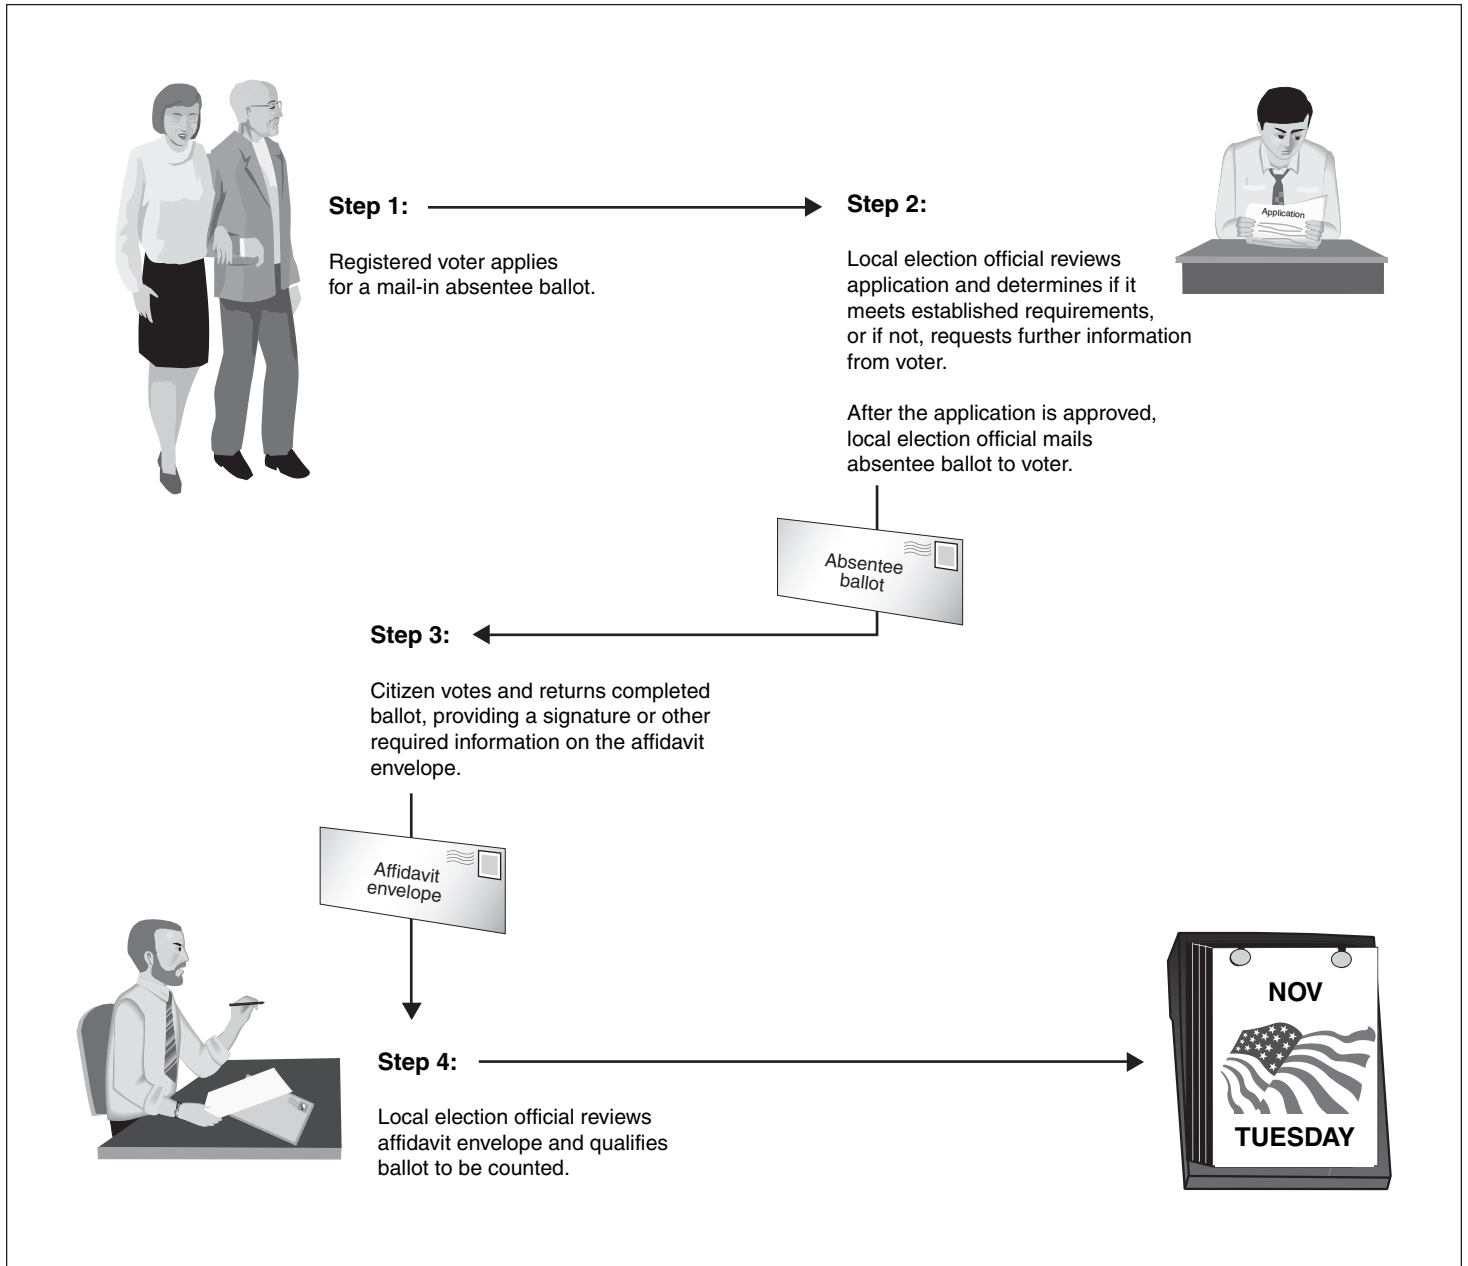 Step 1:
Registered voter applies
for a mail-in absentee ballot.
Step 2:
Local election official reviews
application and determines if it
meets established requirements,
or if not, requests further information
from voter.
After the application is approved,
local election official mails
absentee ballot to voter.
Application
Absentee
ballot
Step 3:
Citizen votes and returns completed
ballot, providing a signature or other
required information on the affidavit
envelope.
Affidavit
envelope
Step 4:
Local election official reviews
affidavit envelope and qualifies
ballot to be counted.
NOV
TUESDAY